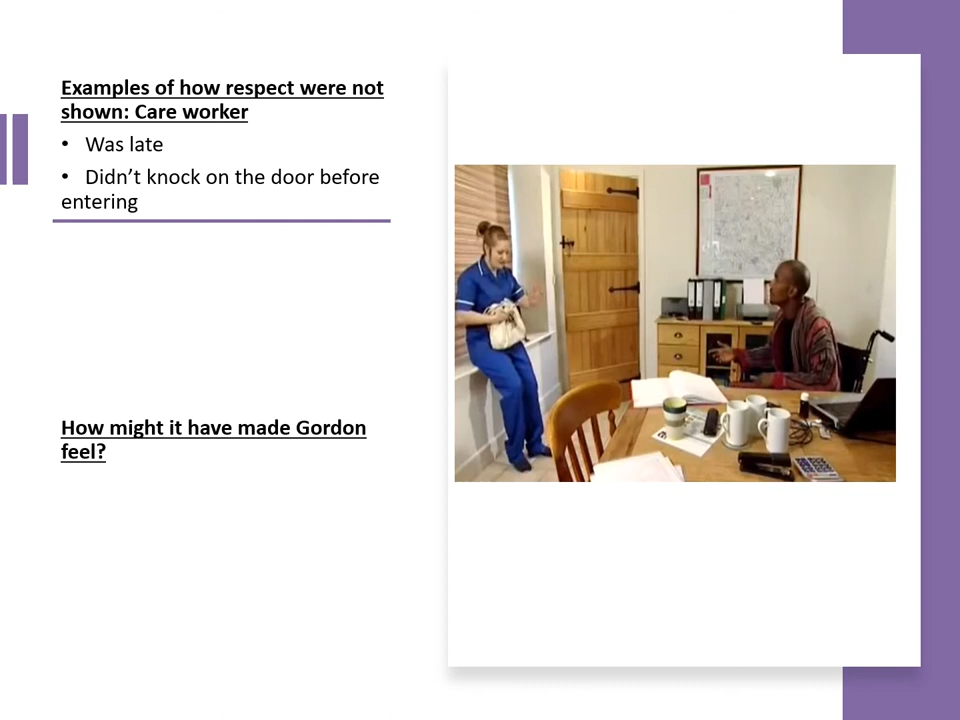 Examples of how respect were not
shown: Care worker
• Was late
• Didn’t knock on the door before
entering
How might it have made Gordon
feel?